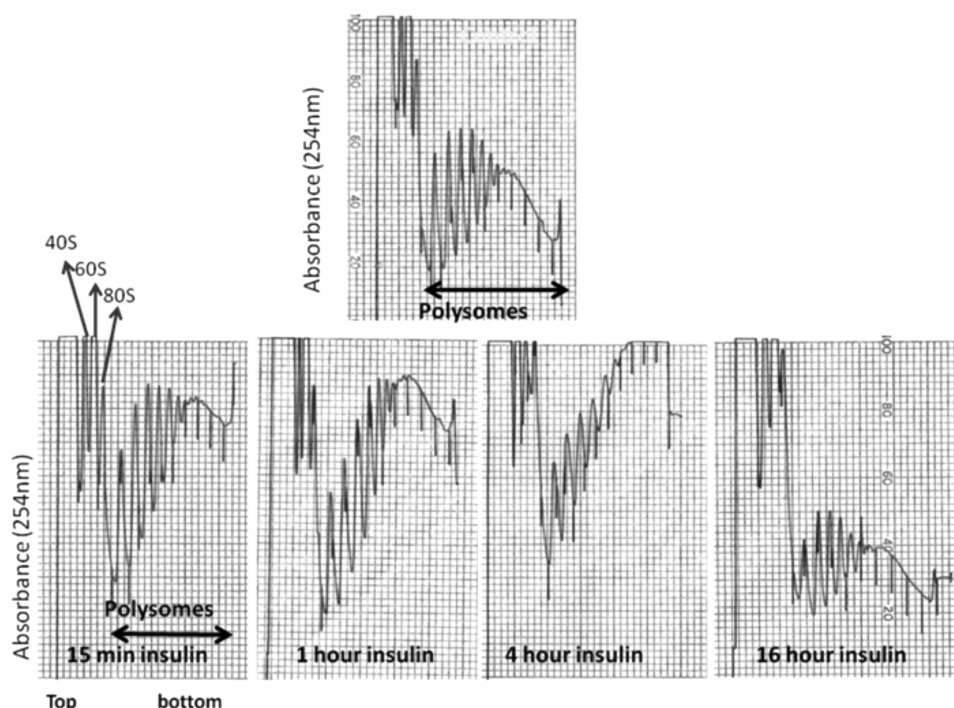 100
80
60
40
20
Absorbance (254nm)
Polysomes
40S
60S
80S
Absorbance (254nm)
Polysomes
15 min insulin
1 hour insulin
4 hour insulin
100
80
60
40
20
16 hour insulin
Top
bottom